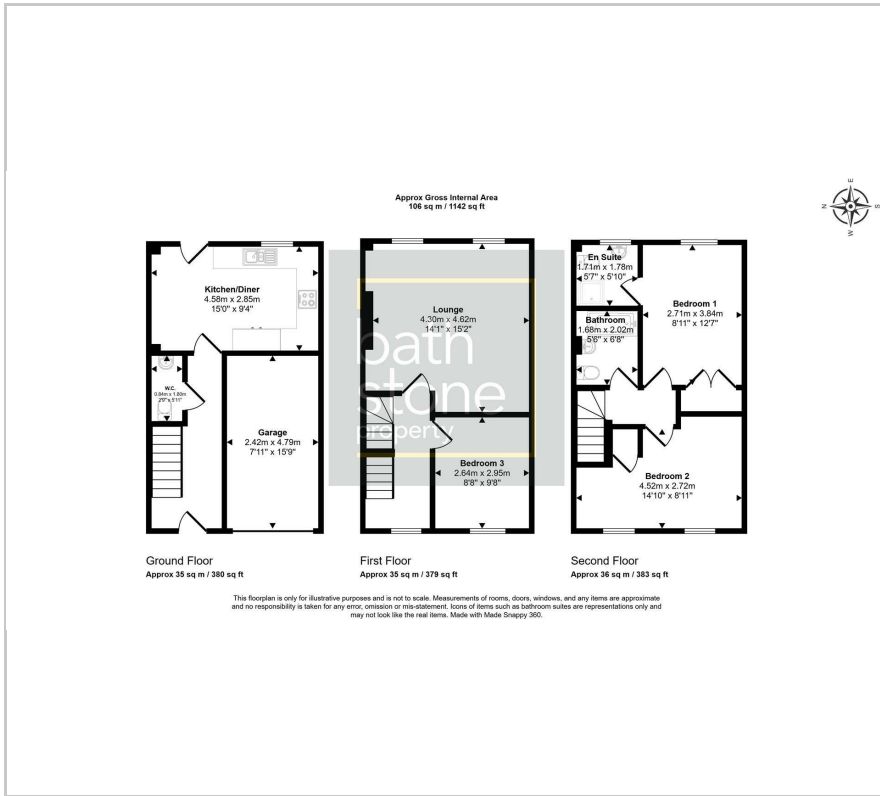 Approx Gross Internal Area
106 sq m / 1142 sq ft
E
N
S
W
Kitchen/Diner
4.58m x 2.85m
15'0" x 9'4"
W.C.
0.84m x 1.80m
2'9" x 5'11"
Garage
2.42m x 4.79m
7'11" x 15'9"
Ground Floor
Approx 35 sq m / 380 sq ft
Lounge
4.30m x 4.62m
14'1" x 15'2"
bath
stone
property
Bedroom 3
2.64m x 2.95m
8'8" x 9'8"
First Floor
Approx 35 sq m / 379 sq ft
En Suite
1.71m x 1.78m
5'7" x 5'10"
Bedroom 1
2.71m x 3.84m
8'11" x 12'7"
Bathroom
1.68m x 2.02m
5'6" x 6'8"
Bedroom 2
4.52m x 2.72m
14'10" x 8'11"
Second Floor
Approx 36 sq m / 383 sq ft
This floorplan is only for illustrative purposes and is not to scale. Measurements of rooms, doors, windows, and any items are approximate
and no responsibility is taken for any error, omission or mis-statement. Icons of items such as bathroom suites are representations only and
may not look like the real items. Made with Made Snappy 360.